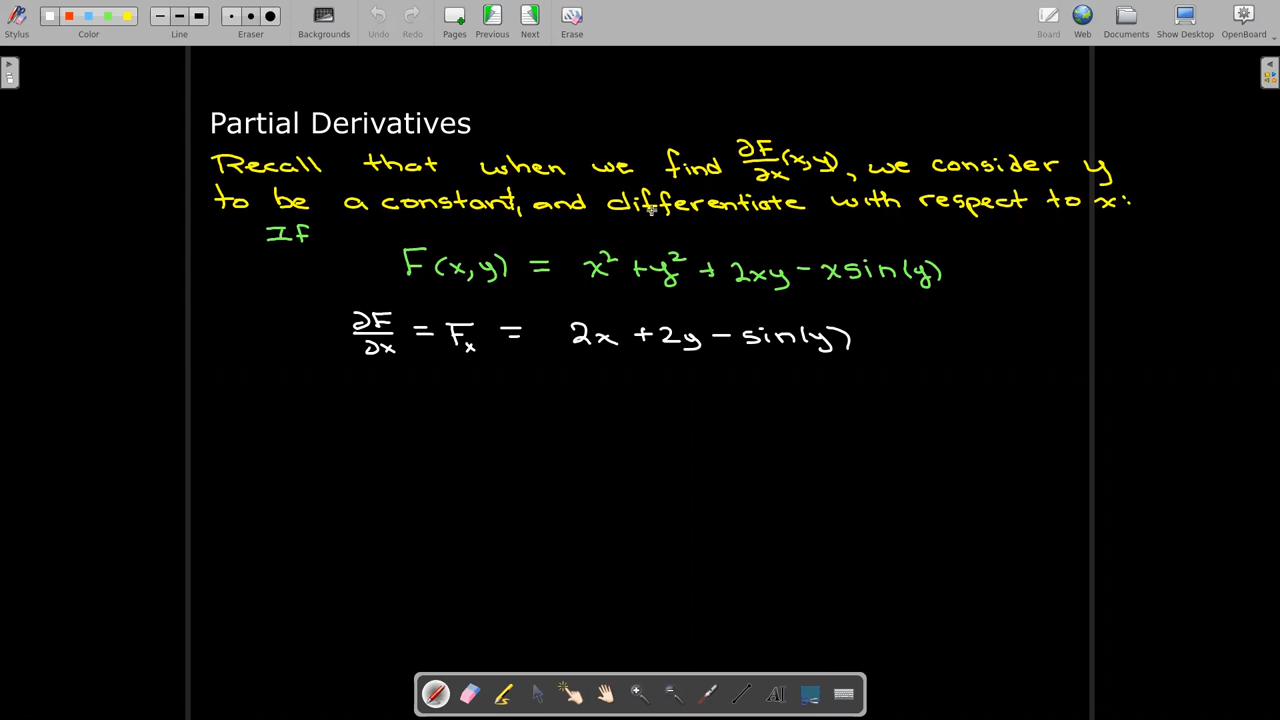 Stylus Color Line Eraser Backgrounds Undo Redo Pages Previous Next Erase Board Web Documents Show Desktop OpenBoard
Partial Derivatives
Recall that when we find ∂F/∂x (x,y), we consider y
to be a constant, and differentiate with respect to x:
If
F(x,y) = x² + y² + 2xy - x sin(y)
∂F/∂x = Fₓ = 2x + 2y - sin(y)
AI